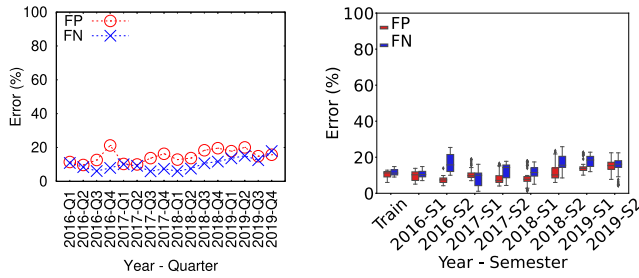 100
80
60
40
20
0
Error (%)
FP
FN
2016-Q1
2016-Q2
2016-Q3
2016-Q4
2017-Q1
2017-Q2
2017-Q3
2017-Q4
2018-Q1
2018-Q2
2018-Q3
2018-Q4
2019-Q1
2019-Q2
2019-Q3
2019-Q4
Year - Quarter
100
80
60
40
20
0
Error (%)
FP
FN
Train
2016-S1
2016-S2
2017-S1
2017-S2
2018-S1
2018-S2
2019-S1
2019-S2
Year - Semester